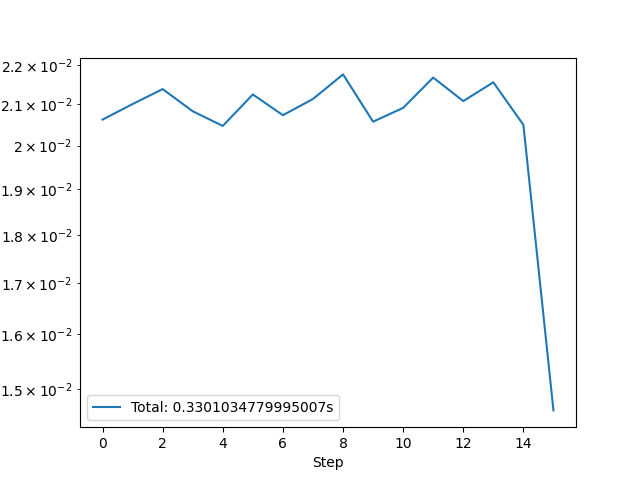 2.2 × 10⁻²
2.1 × 10⁻²
2 × 10⁻²
1.9 × 10⁻²
1.8 × 10⁻²
1.7 × 10⁻²
1.6 × 10⁻²
1.5 × 10⁻²
Total: 0.3301034779995007s
0 2 4 6 8 10 12 14
Step